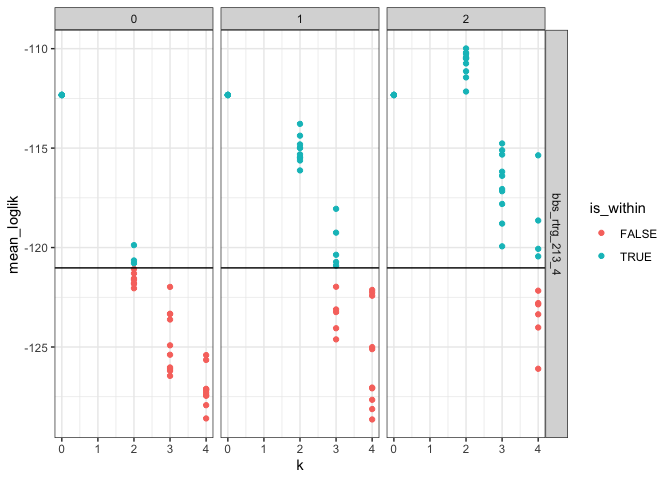 0 1 2
-110
-115
-120
-125
mean_loglik
0 1 2 3 4 0 1 2 3 4 0 1 2 3 4
k
bbs_rtrg_213_4
is_within
FALSE
TRUE